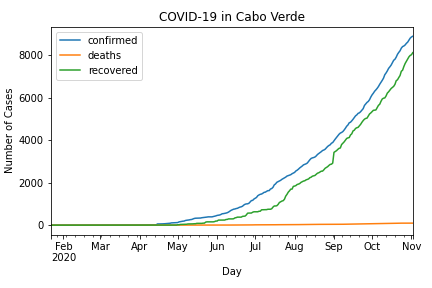 COVID-19 in Cabo Verde
confirmed
deaths
recovered
Number of Cases
8000
6000
4000
2000
0
Feb Mar Apr May Jun Jul Aug Sep Oct Nov
2020
Day